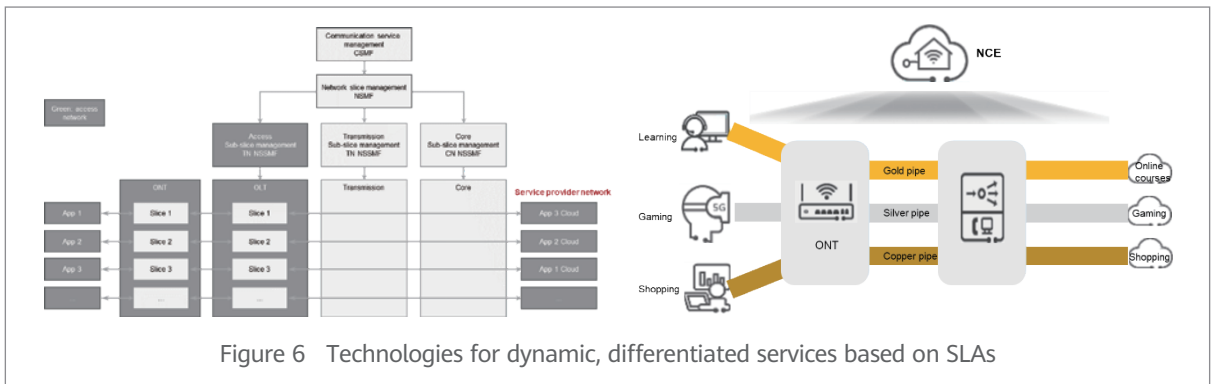 Communication service
management
CSMF
Network slice management
NSMF
Green access
network
Access
Sub-slice management
TN NSSMF
Transmission
Sub-slice management
TN NSSMF
Core
Sub-slice management
CN NSSMF
ONT
OLT
Transmission
Core
Service provider network
App 1
Slice 1
Slice 1
App 3 Cloud
App 2
Slice 2
Slice 2
App 2 Cloud
App 3
Slice 3
Slice 3
App 1 Cloud
...
...
...
...
NCE
Learning
Gold pipe
Online
courses
Gaming
5G
Silver pipe
Gaming
ONT
Shopping
Copper pipe
Shopping
Figure 6 Technologies for dynamic, differentiated services based on SLAs